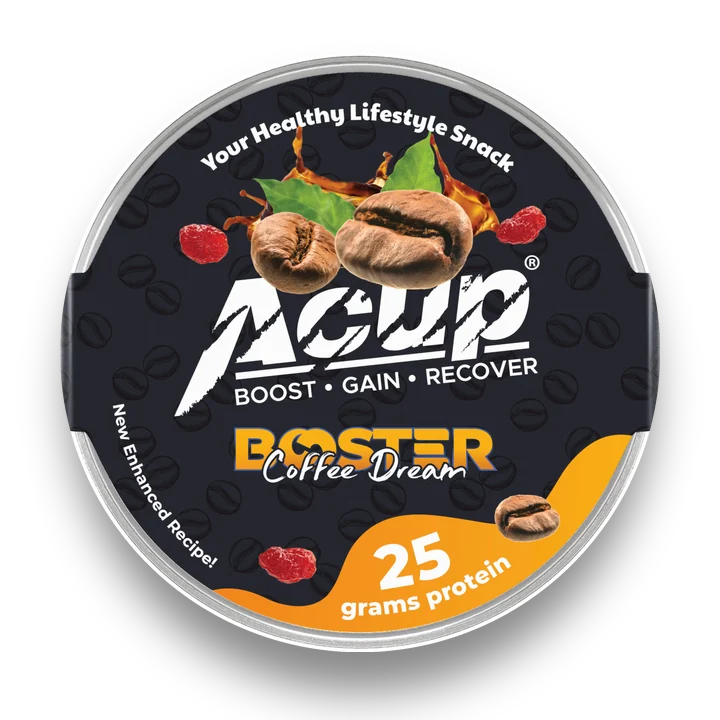 Your Healthy Lifestyle Snack
Acup®
BOOST • GAIN • RECOVER
BOOSTER
Coffee Dream
New Enhanced Recipe!
25
grams protein